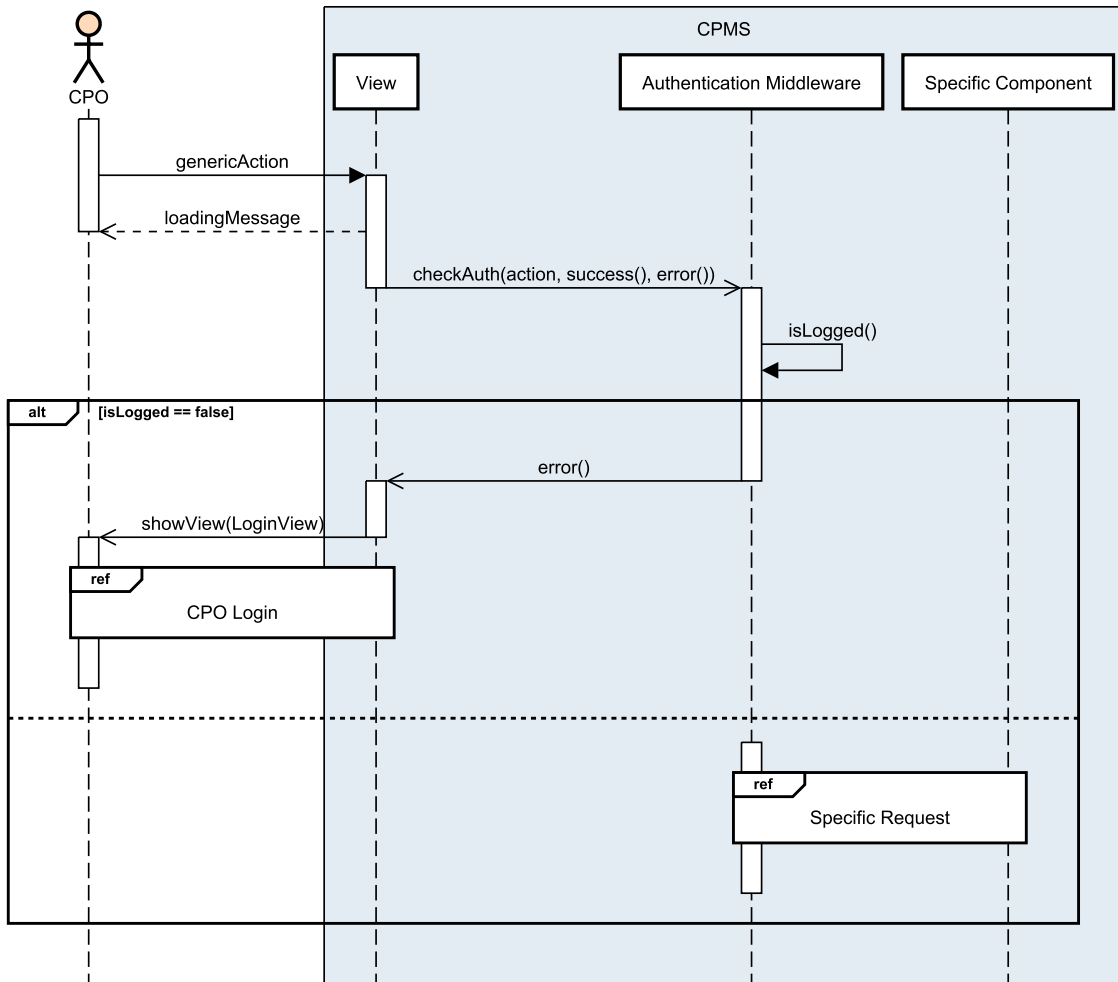 CPMS
CPO
View
Authentication Middleware
Specific Component
genericAction
loadingMessage
checkAuth(action, success(), error())
isLogged()
alt
[isLogged == false]
error()
showView(LoginView)
ref
CPO Login
ref
Specific Request